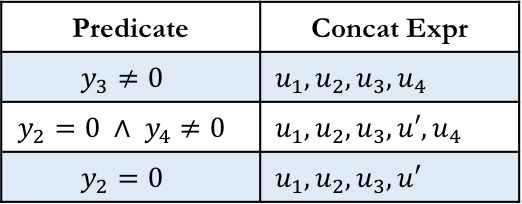 Predicate Concat Expr
y₃ ≠ 0 u₁, u₂, u₃, u₄
y₂ = 0 ∧ y₄ ≠ 0 u₁, u₂, u₃, u′, u₄
y₂ = 0 u₁, u₂, u₃, u′